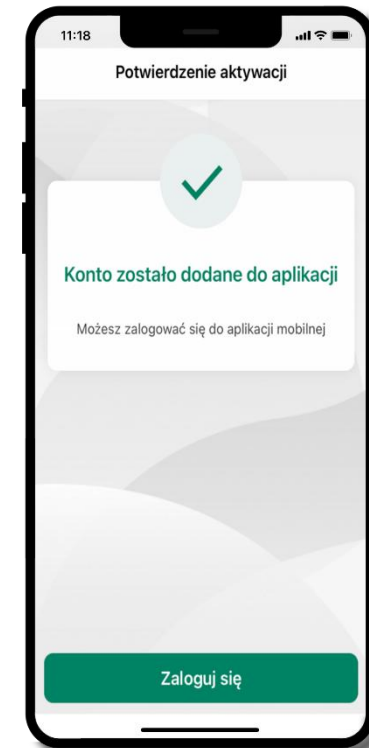 11:18
Potwierdzenie aktywacji
Konto zostało dodane do aplikacji
Możesz zalogować się do aplikacji mobilnej
Zaloguj się